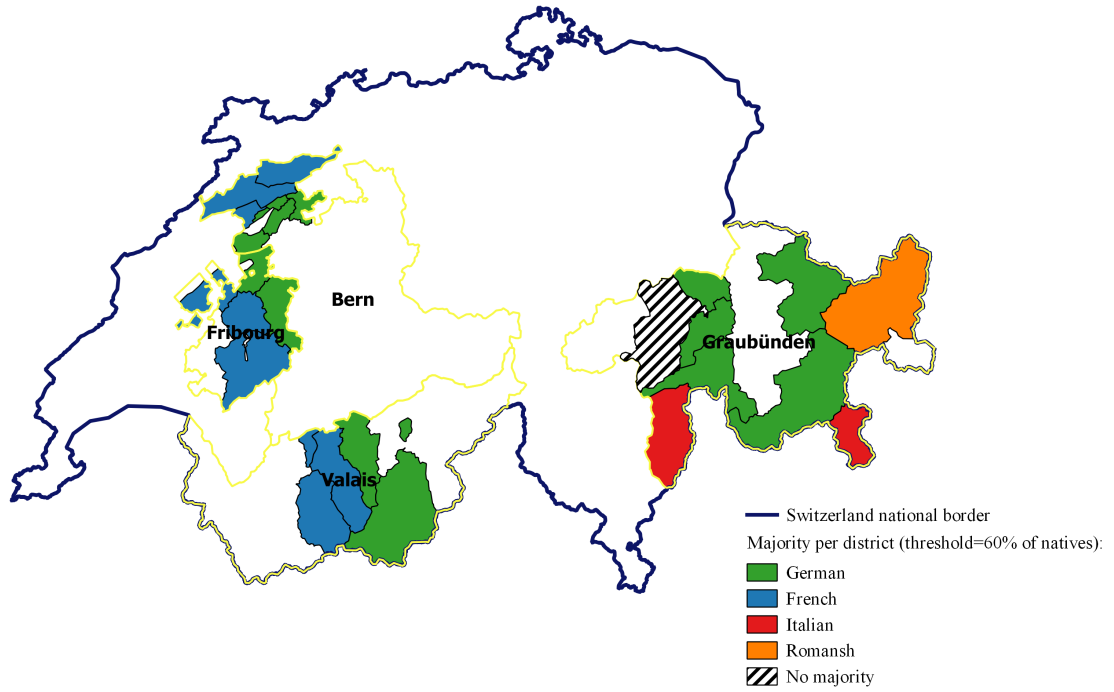 Bern
Fribourg
Graubünden
Valais
Switzerland national border
Majority per district (threshold=60% of natives):
German
French
Italian
Romansh
No majority